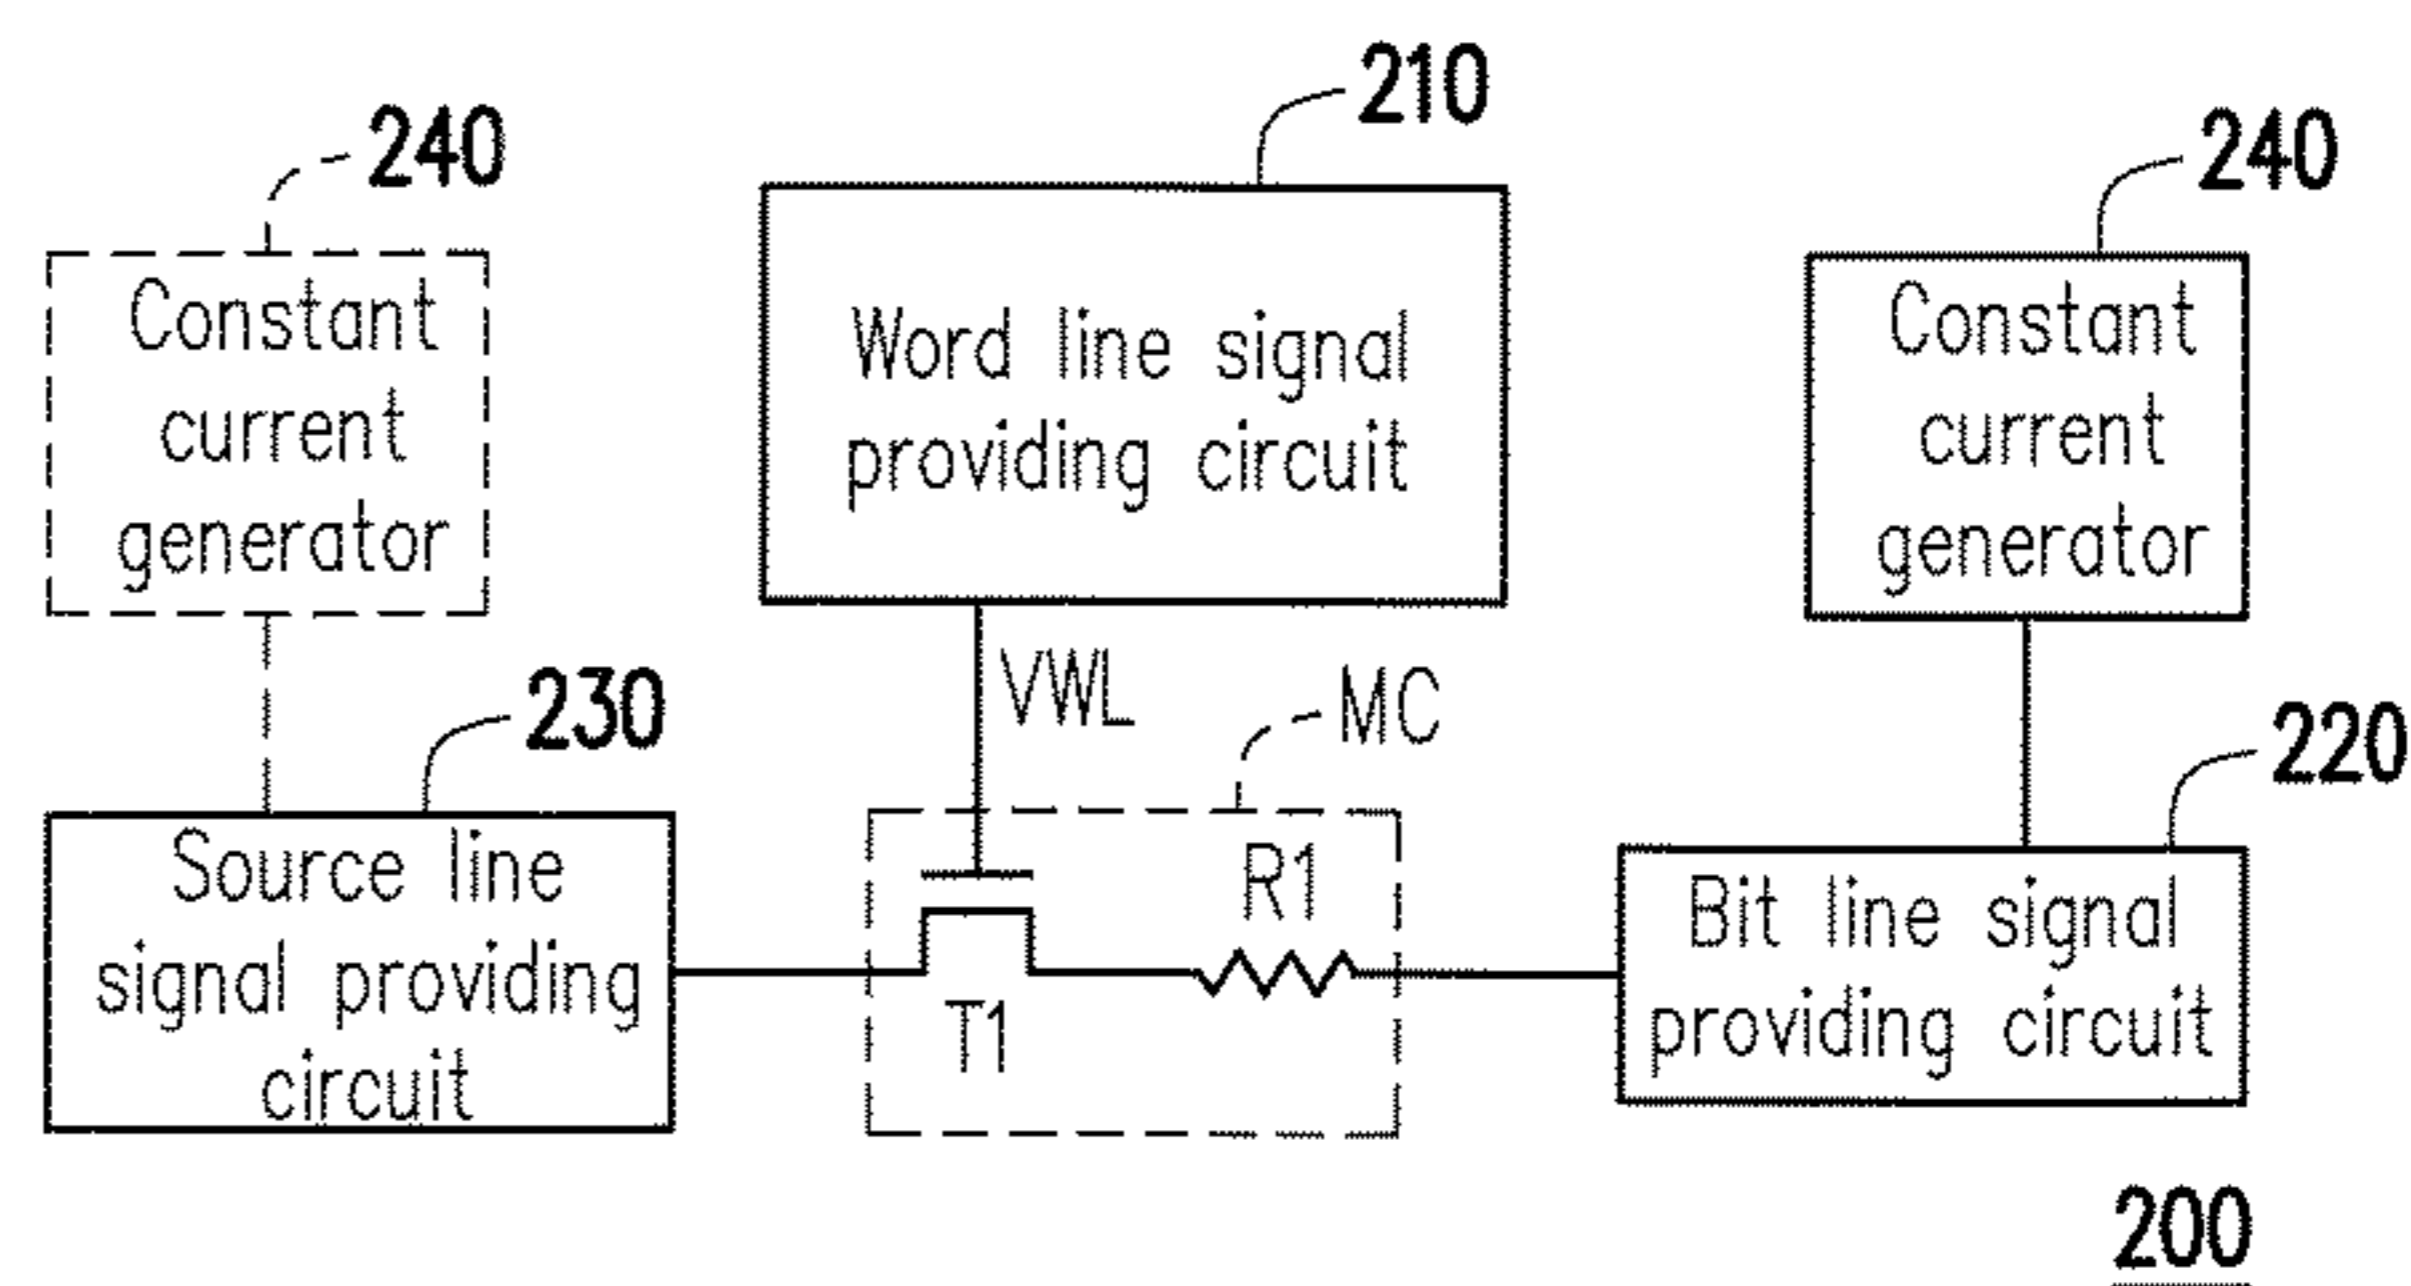 210
240
240
Constant
current
generator
Word line signal
providing circuit
Constant
current
generator
VWL
MC
230
220
Source line
signal providing
circuit
R1
T1
Bit line signal
providing circuit
200